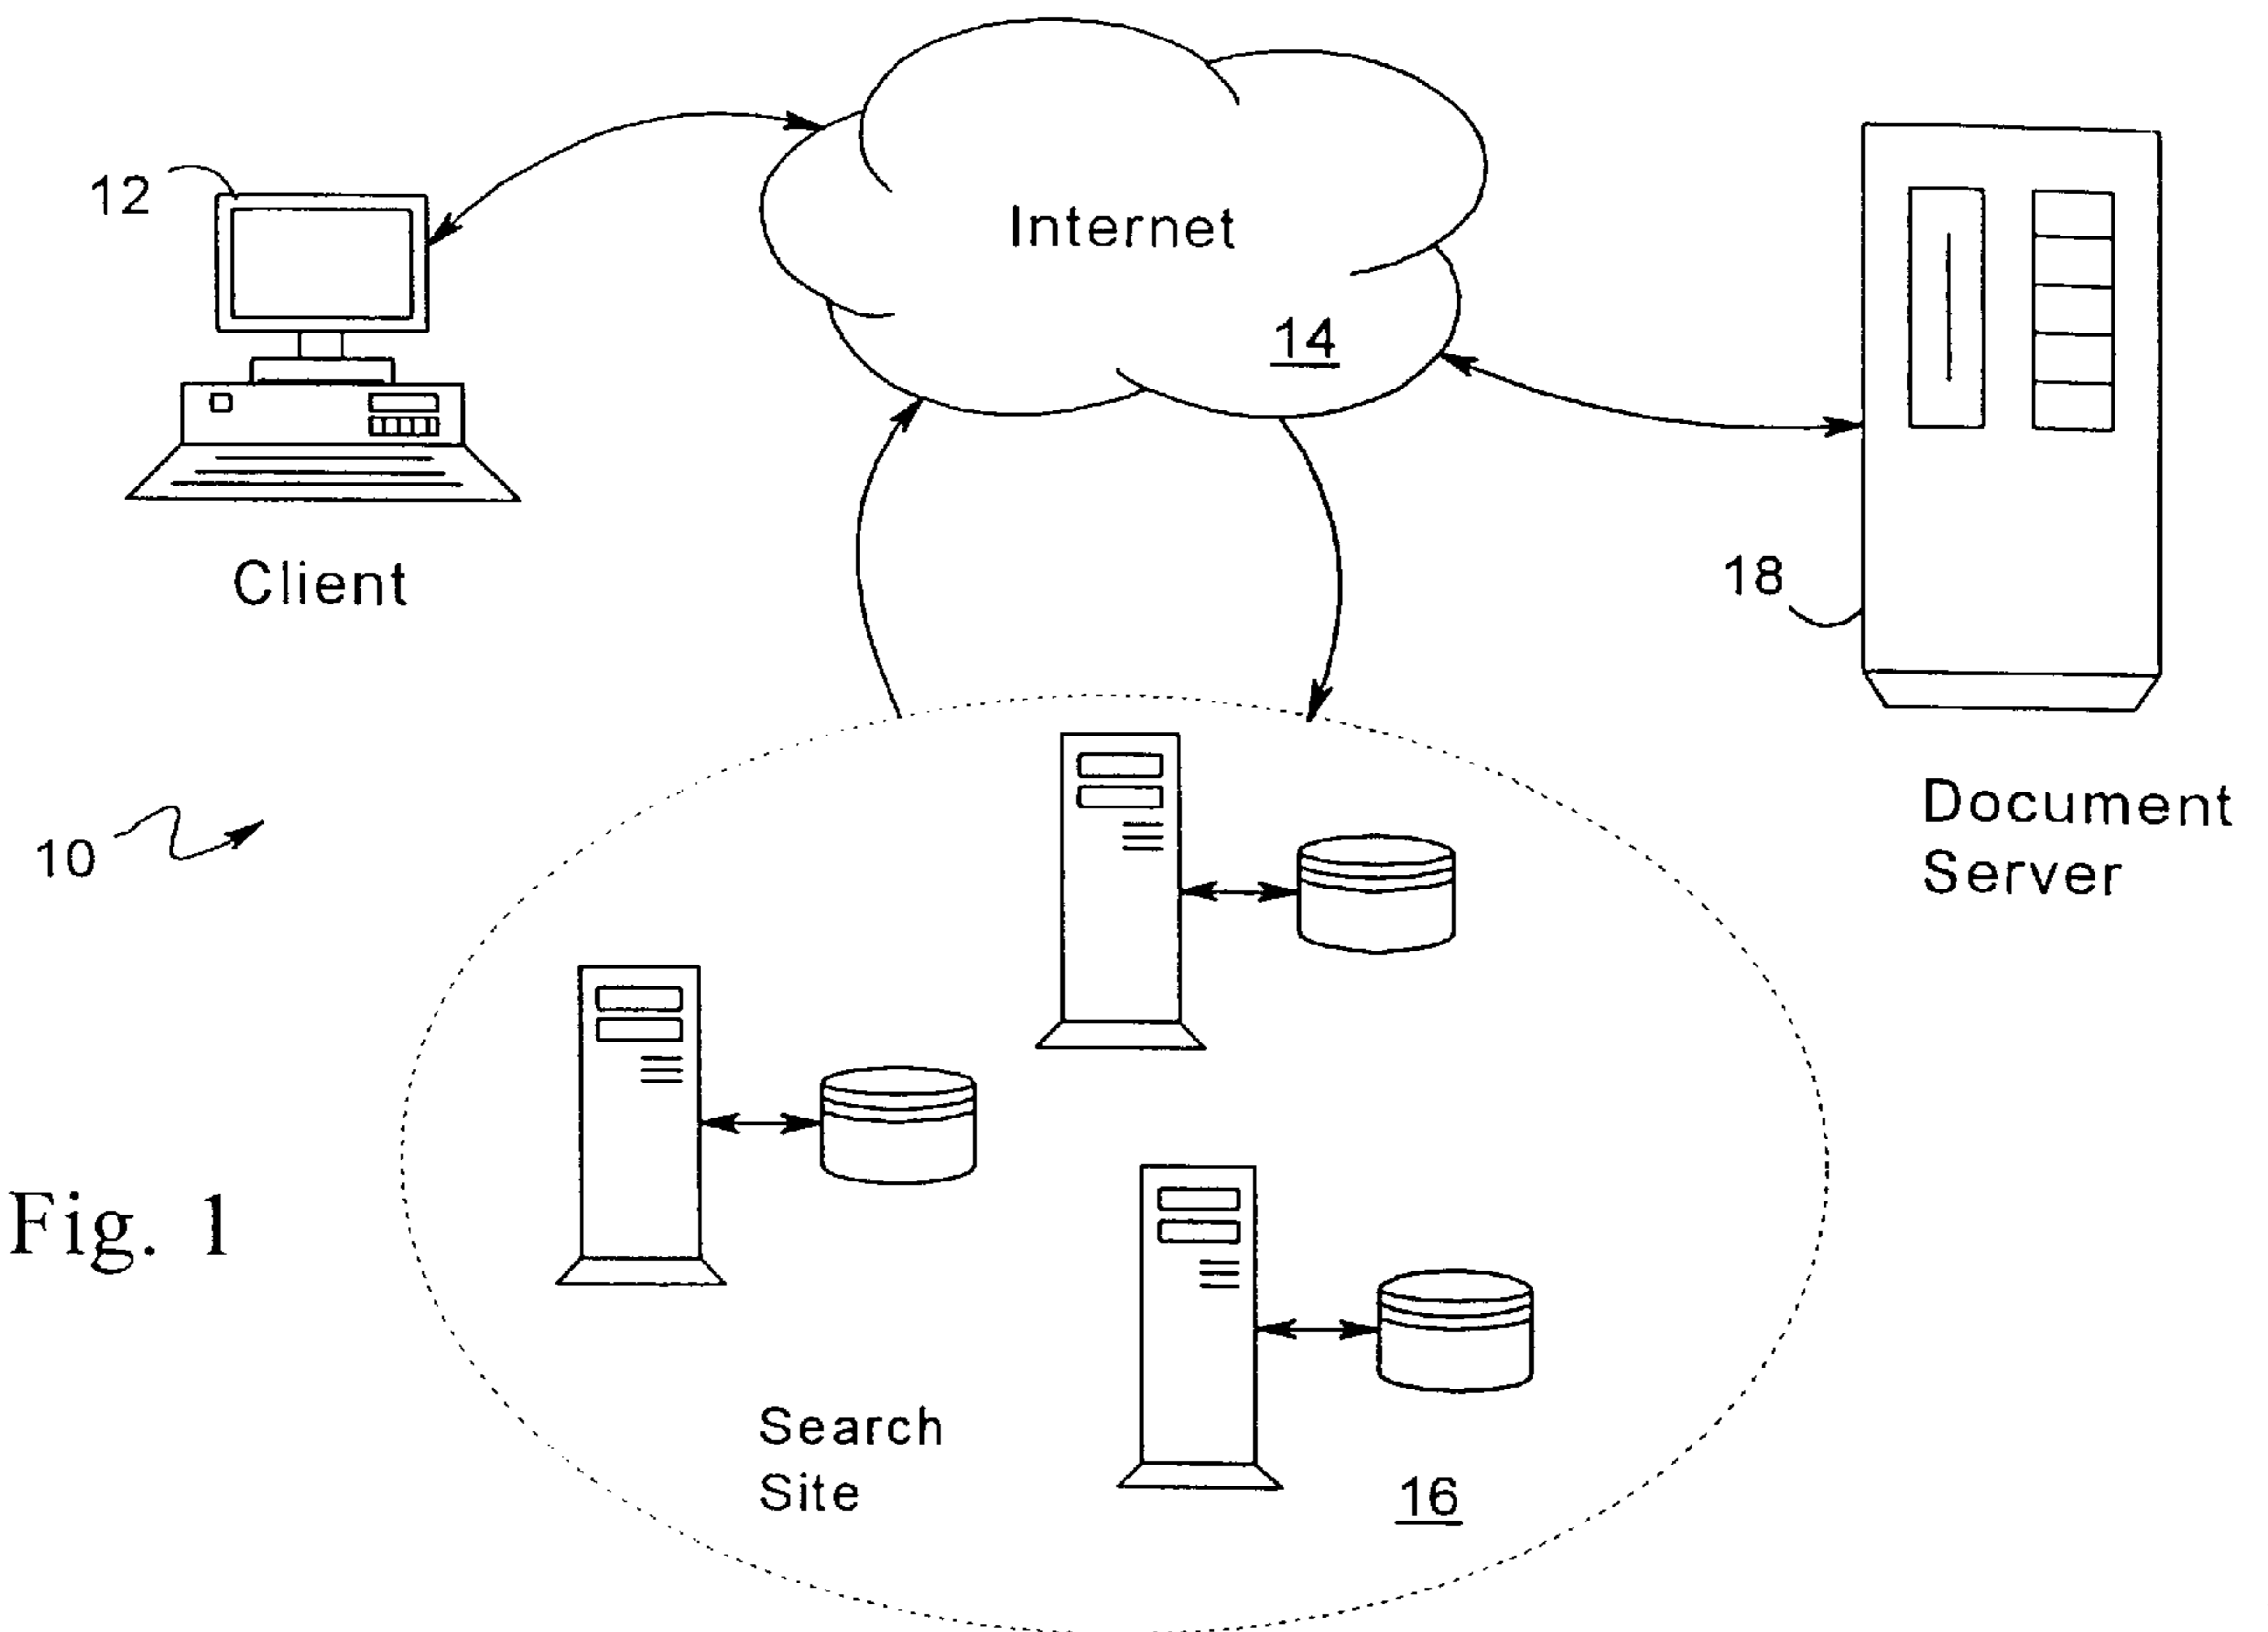 12
Internet
14
Client
18
Document
Server
10
Fig. 1
Search
Site
16